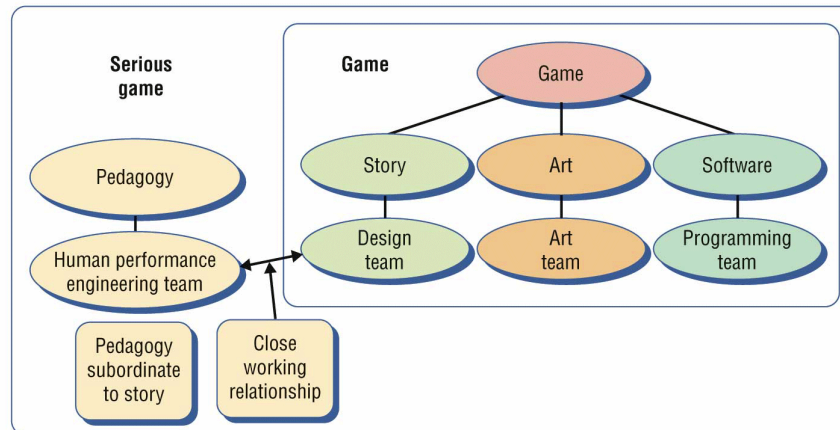 Serious
game
Game
Game
Story
Art
Software
Pedagogy
Design
team
Art
team
Programming
team
Human performance
engineering team
Pedagogy
subordinate
to story
Close
working
relationship